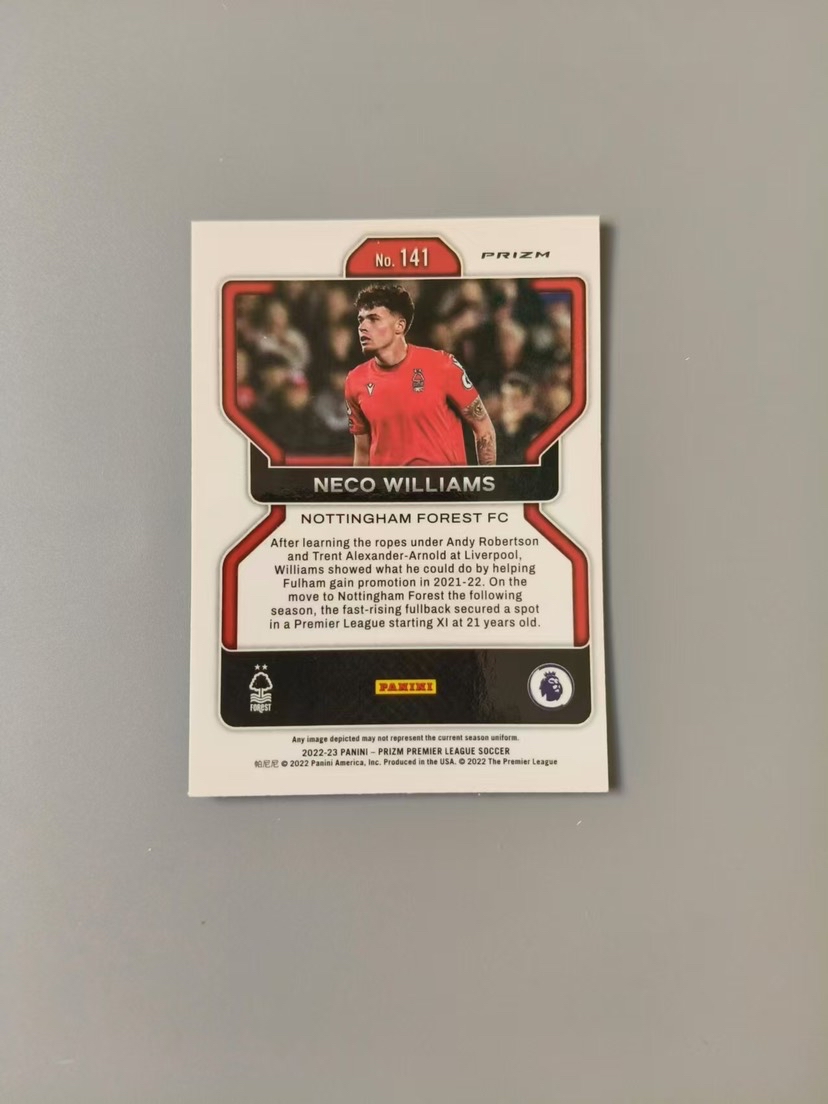 No. 141
PRIZM
NECO WILLIAMS
NOTTINGHAM FOREST FC
After learning the ropes under Andy Robertson
and Trent Alexander-Arnold at Liverpool,
Williams showed what he could do by helping
Fulham gain promotion in 2021-22. On the
move to Nottingham Forest the following
season, the fast-rising fullback secured a spot
in a Premier League starting XI at 21 years old.
FOREST
PANINI
Any image depicted may not represent the current season uniform.
2022-23 PANINI – PRIZM PREMIER LEAGUE SOCCER
帕尼尼 © 2022 Panini America, Inc. Produced in the USA. © 2022 The Premier League